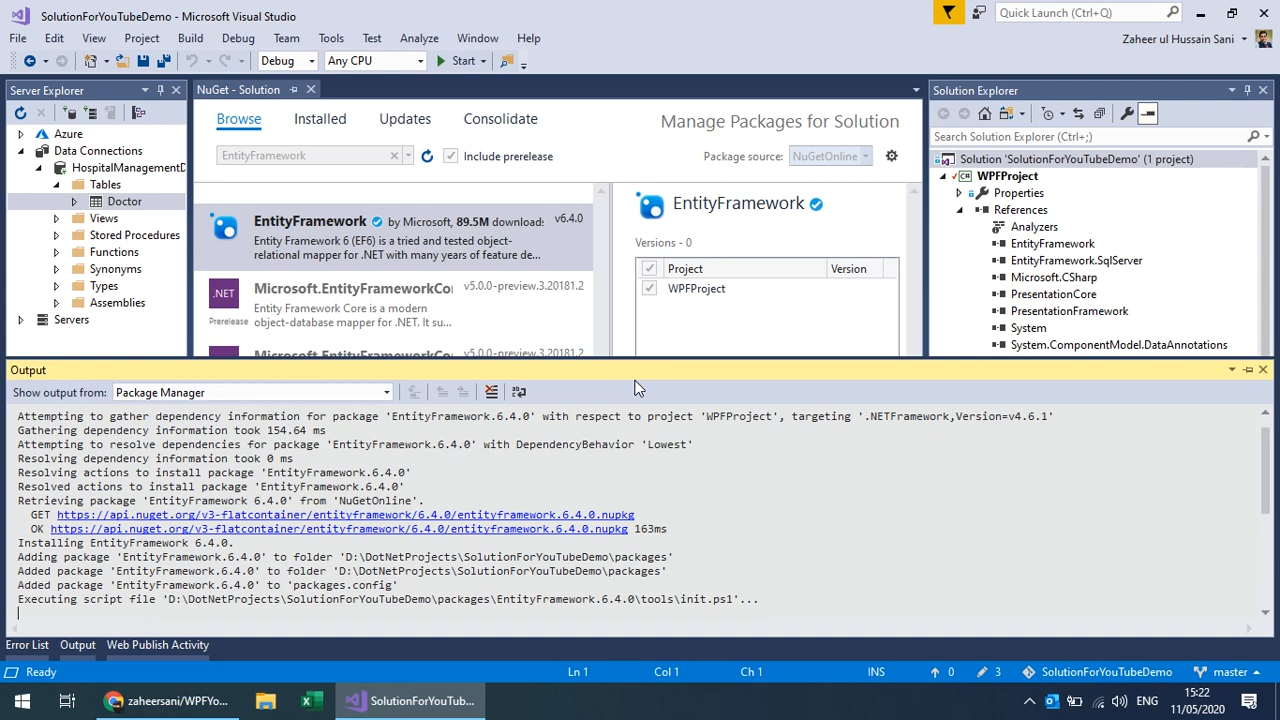 SolutionForYouTubeDemo - Microsoft Visual Studio
Quick Launch (Ctrl+Q)
File Edit View Project Build Debug Team Tools Test Analyze Window Help
Zaheer ul Hussain Sani
Debug Any CPU Start
Server Explorer
Azure
Data Connections
HospitalManagementD
Tables
Doctor
Views
Stored Procedures
Functions
Synonyms
Types
Assemblies
Servers
NuGet - Solution
Browse Installed Updates Consolidate
Manage Packages for Solution
EntityFramework
Include prerelease
Package source: NuGetOnline
EntityFramework by Microsoft, 89.5M downloads v6.4.0
Entity Framework 6 (EF6) is a tried and tested object-
relational mapper for .NET with many years of feature de...
.NET
Prerelease
Microsoft.EntityFrameworkCo v5.0.0-preview.3.20181.2
Entity Framework Core is a modern
object-database mapper for .NET. It su...
Microsoft.EntityFrameworkCo v5.0.0-preview.3.20181.2
EntityFramework
Versions - 0
Project Version
WPFProject
Solution Explorer
Search Solution Explorer (Ctrl+;)
Solution 'SolutionForYouTubeDemo' (1 project)
C# WPFProject
Properties
References
Analyzers
EntityFramework
EntityFramework.SqlServer
Microsoft.CSharp
PresentationCore
PresentationFramework
System
System.ComponentModel.DataAnnotations
Output
Show output from: Package Manager
Attempting to gather dependency information for package 'EntityFramework.6.4.0' with respect to project 'WPFProject', targeting '.NETFramework,Version=v4.6.1'
Gathering dependency information took 154.64 ms
Attempting to resolve dependencies for package 'EntityFramework.6.4.0' with DependencyBehavior 'Lowest'
Resolving dependency information took 0 ms
Resolving actions to install package 'EntityFramework.6.4.0'
Resolved actions to install package 'EntityFramework.6.4.0'
Retrieving package 'EntityFramework 6.4.0' from 'NuGetOnline'.
GET https://api.nuget.org/v3-flatcontainer/entityframework/6.4.0/entityframework.6.4.0.nupkg
OK https://api.nuget.org/v3-flatcontainer/entityframework/6.4.0/entityframework.6.4.0.nupkg 163ms
Installing EntityFramework 6.4.0.
Adding package 'EntityFramework.6.4.0' to folder 'D:\DotNetProjects\SolutionForYouTubeDemo\packages'
Added package 'EntityFramework.6.4.0' to folder 'D:\DotNetProjects\SolutionForYouTubeDemo\packages'
Added package 'EntityFramework.6.4.0' to 'packages.config'
Executing script file 'D:\DotNetProjects\SolutionForYouTubeDemo\packages\EntityFramework.6.4.0\tools\init.ps1'...
Error List Output Web Publish Activity
Ready Ln 1 Col 1 Ch 1 INS 0 3 SolutionForYouTubeDemo master
zaheersani/WPFYo... SolutionForYouTub... ENG
15:22
11/05/2020